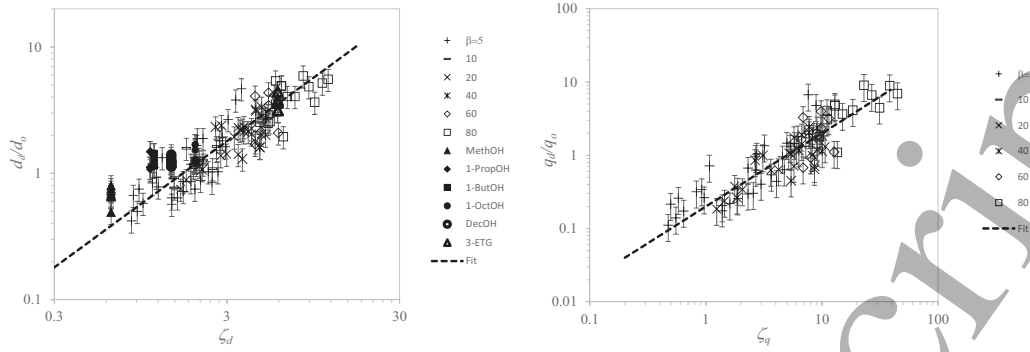 10
1
0.1
d_d/d_o
0.3
3
30
ζ_d
β=5
10
20
40
60
80
MethOH
1-PropOH
1-ButOH
1-OctOH
DecOH
3-ETG
Fit
100
10
1
0.1
0.01
q_d/q_o
0.1
1
10
100
ζ_q
β=
10
20
40
60
80
Fit